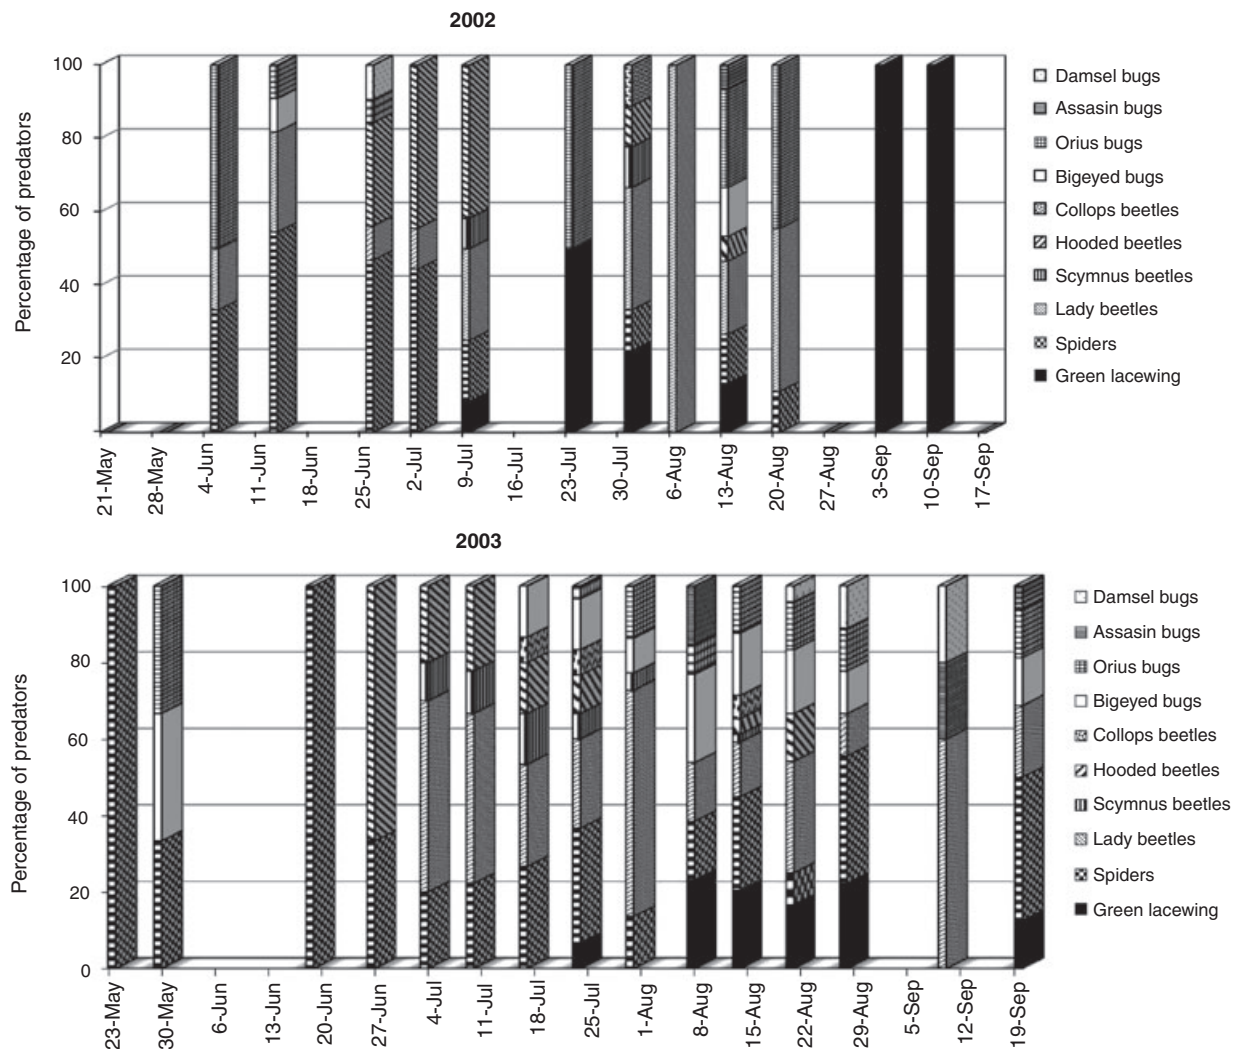 2002
Percentage of predators
100
80
60
40
20
21-May
28-May
4-Jun
11-Jun
18-Jun
25-Jun
2-Jul
9-Jul
16-Jul
23-Jul
30-Jul
6-Aug
13-Aug
20-Aug
27-Aug
3-Sep
10-Sep
17-Sep
Damsel bugs
Assasin bugs
Orius bugs
Bigeyed bugs
Collops beetles
Hooded beetles
Scymnus beetles
Lady beetles
Spiders
Green lacewing
2003
Percentage of predators
100
80
60
40
20
0
23-May
30-May
6-Jun
13-Jun
20-Jun
27-Jun
4-Jul
11-Jul
18-Jul
25-Jul
1-Aug
8-Aug
15-Aug
22-Aug
29-Aug
5-Sep
12-Sep
19-Sep
Damsel bugs
Assasin bugs
Orius bugs
Bigeyed bugs
Collops beetles
Hooded beetles
Scymnus beetles
Lady beetles
Spiders
Green lacewing